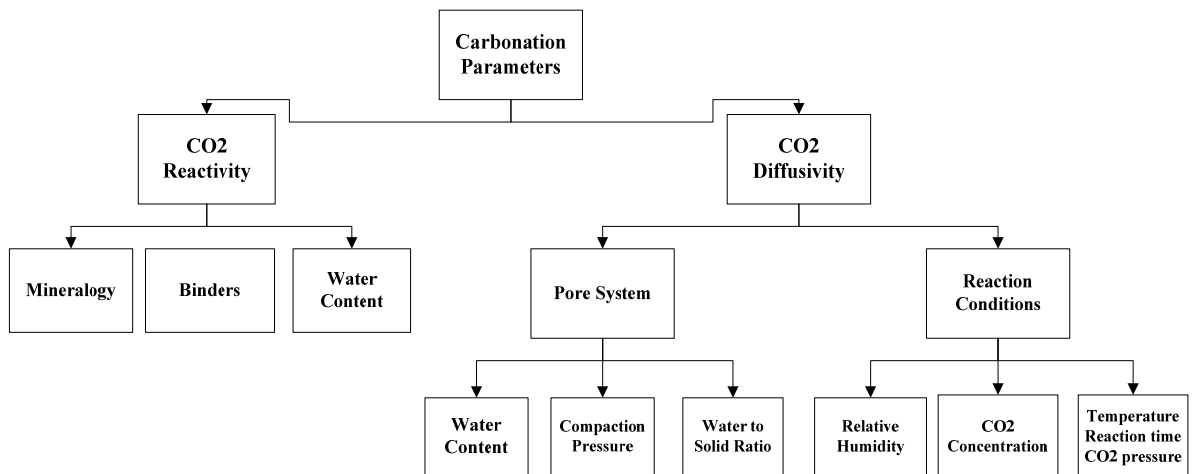 Carbonation
Parameters
CO2
Reactivity
CO2
Diffusivity
Mineralogy
Binders
Water
Content
Pore System
Reaction
Conditions
Water
Content
Compaction
Pressure
Water to
Solid Ratio
Relative
Humidity
CO2
Concentration
Temperature
Reaction time
CO2 pressure